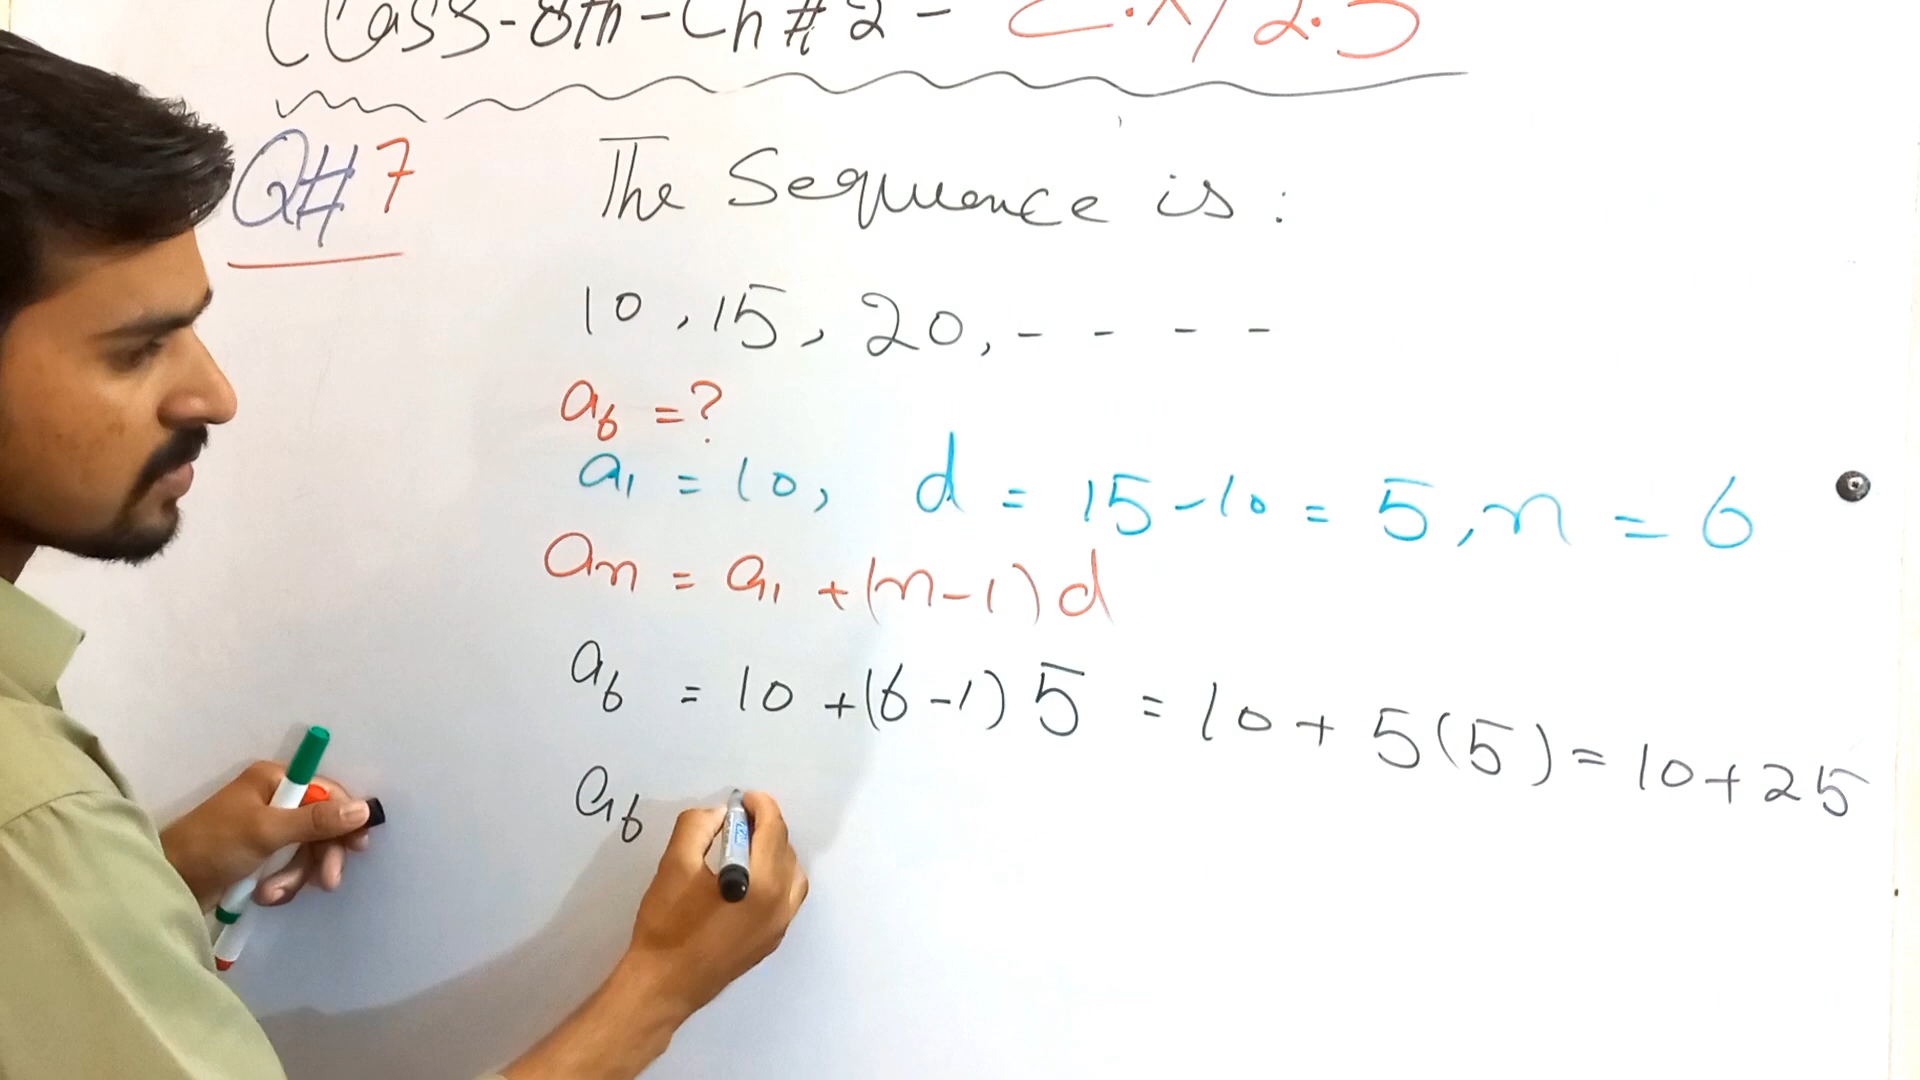 Class-8th-Ch#2- Ex/2.5
Q#7 The Sequence is:
10, 15, 20, - - - -
a₆ = ?
a₁ = 10, d = 15-10 = 5, n = 6
aₙ = a₁ + (n-1)d
a₆ = 10 + (6-1) 5 = 10 + 5(5) = 10+25
a₆